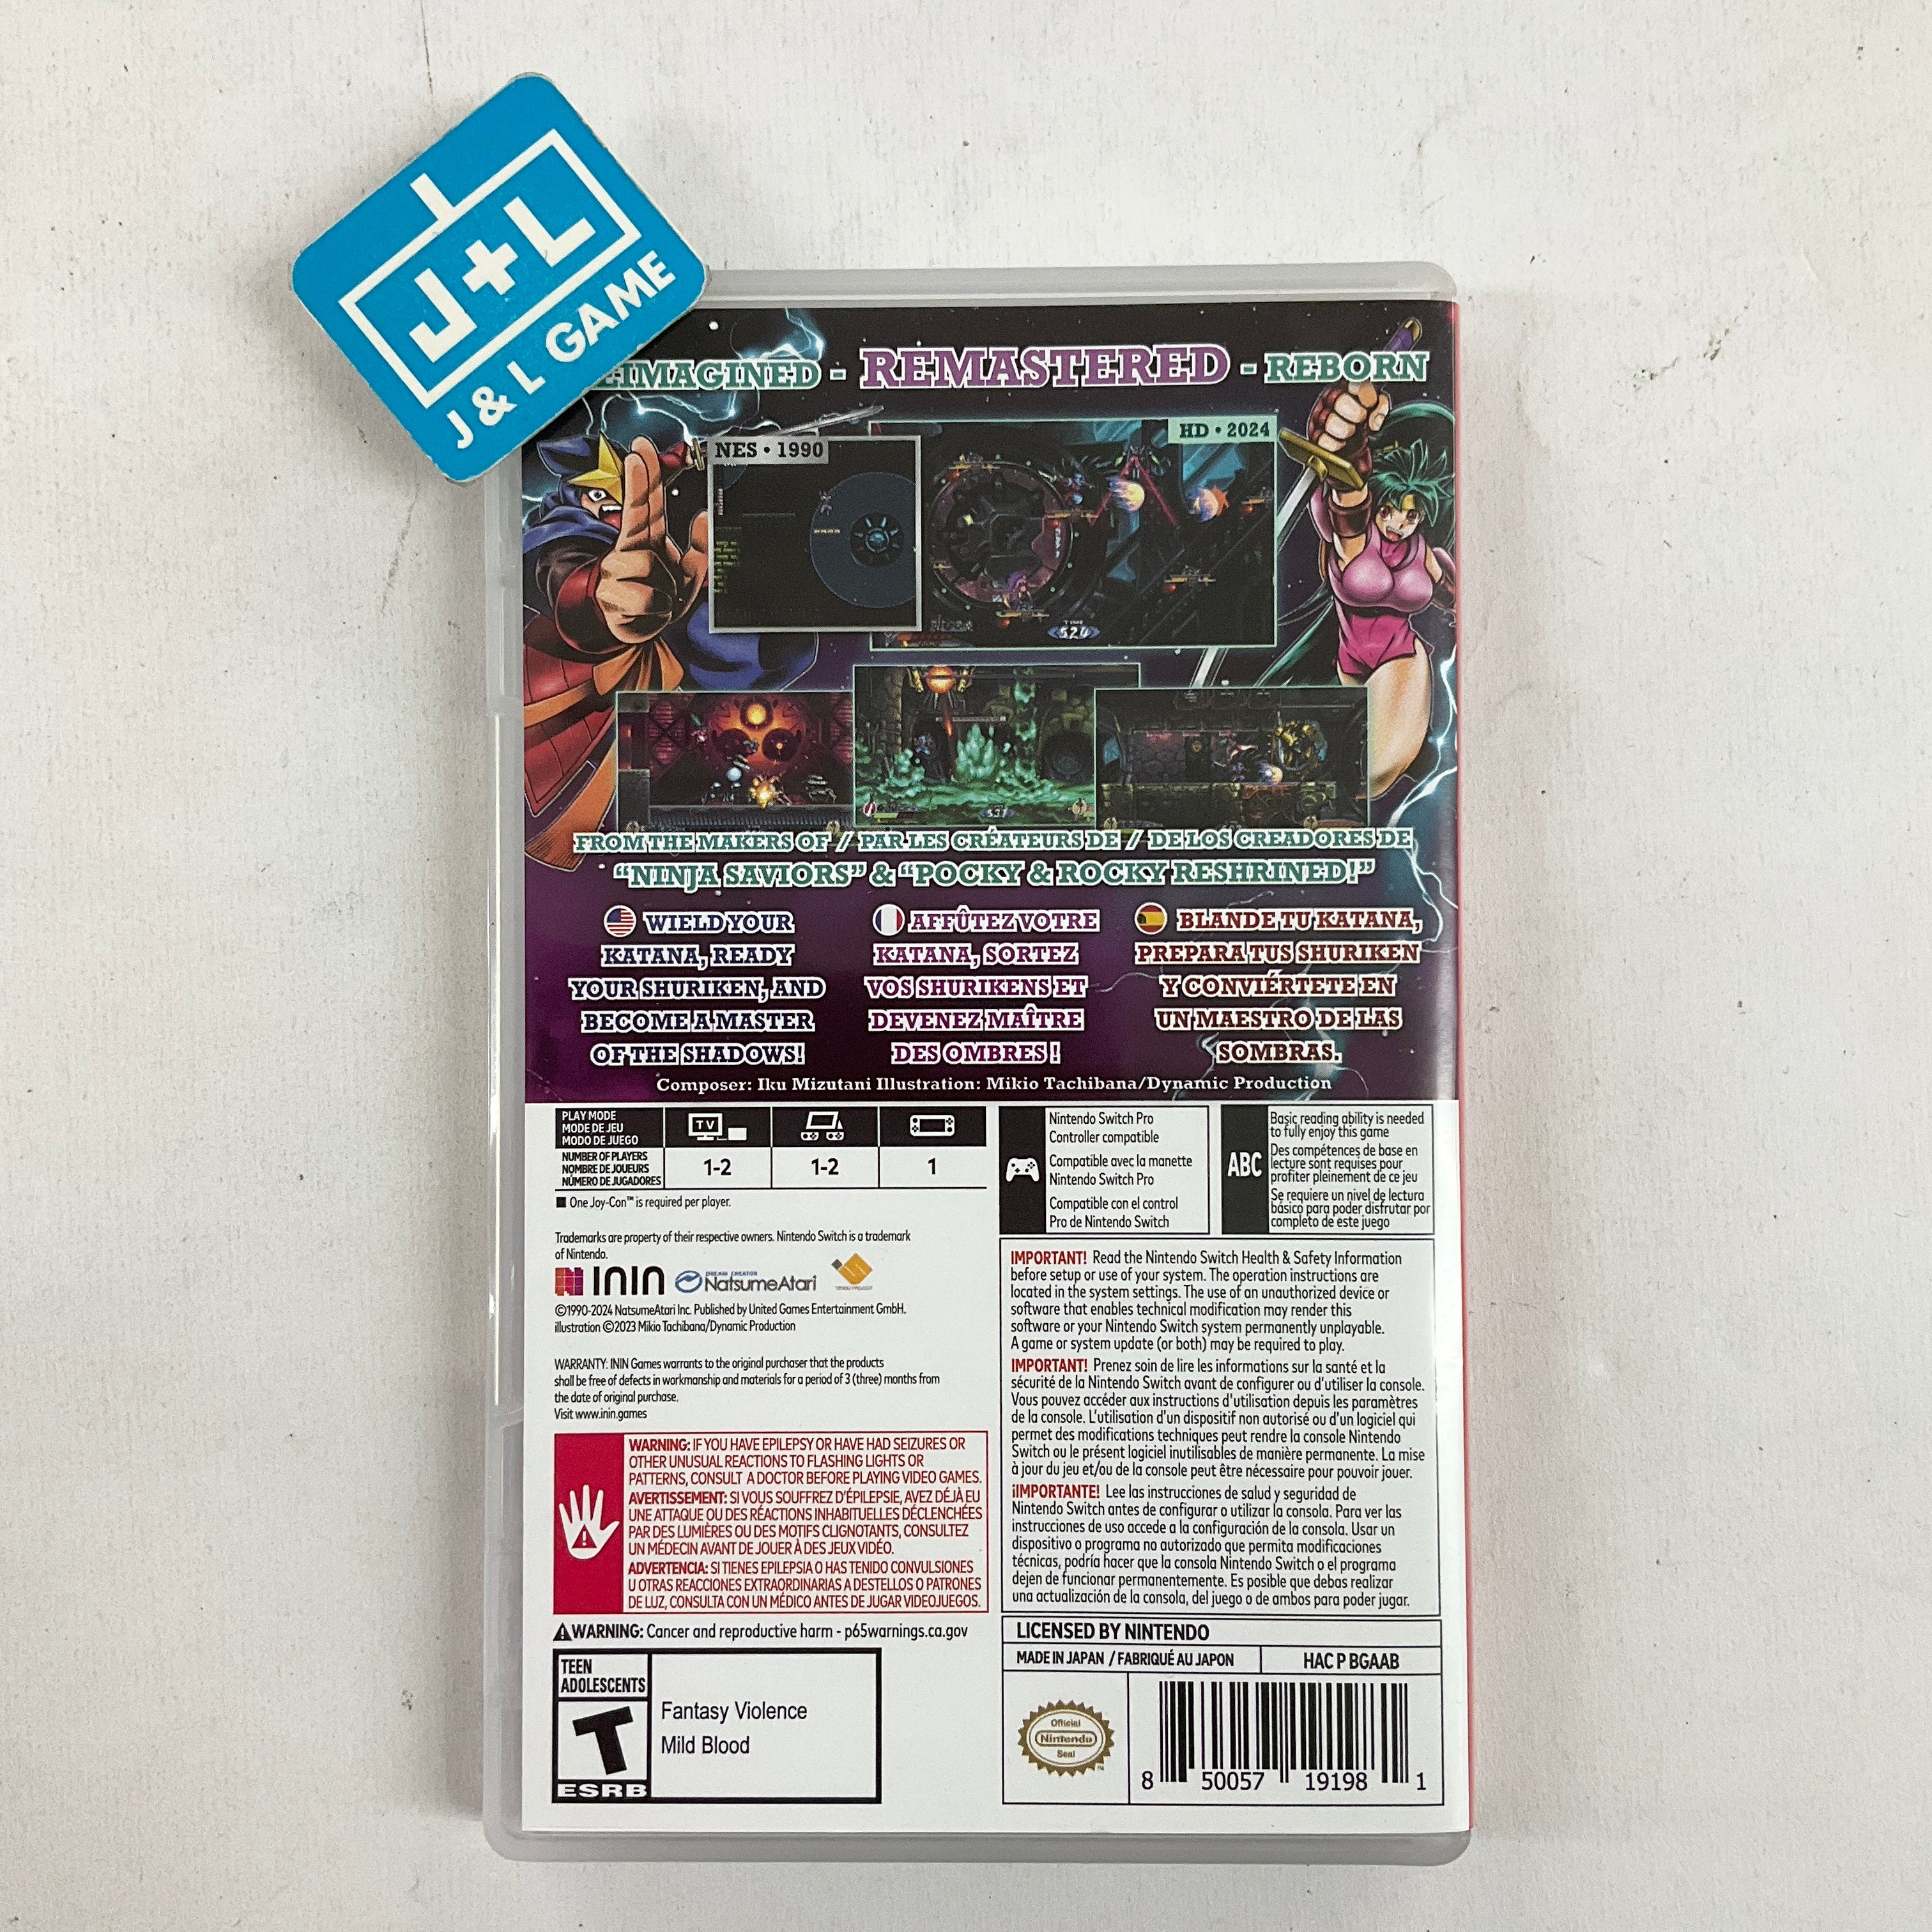 J+L
J & L GAME
EIMAGINED - REMASTERED - REBORN
NES • 1990
HD • 2024
TIME
524
537
FROM THE MAKERS OF / PAR LES CRÉATEURS DE / DE LOS CREADORES DE
"NINJA SAVIORS" & "POCKY & ROCKY RESHRINED!"
WIELD YOUR
KATANA, READY
YOUR SHURIKEN, AND
BECOME A MASTER
OF THE SHADOWS!
AFFÛTEZ VOTRE
KATANA, SORTEZ
VOS SHURIKENS ET
DEVENEZ MAÎTRE
DES OMBRES !
BLANDE TU KATANA,
PREPARA TUS SHURIKEN
Y CONVIÉRTETE EN
UN MAESTRO DE LAS
SOMBRAS.
Composer: Iku Mizutani Illustration: Mikio Tachibana/Dynamic Production
PLAY MODE
MODE DE JEU
MODO DE JUEGO
TV
NUMBER OF PLAYERS
NOMBRE DE JOUEURS
NÚMERO DE JUGADORES
1-2
1-2
1
One Joy-Con™ is required per player.
Nintendo Switch Pro
Controller compatible
Compatible avec la manette
Nintendo Switch Pro
Compatible con el control
Pro de Nintendo Switch
ABC
Basic reading ability is needed
to fully enjoy this game
Des compétences de base en
lecture sont requises pour
profiter pleinement de ce jeu
Se requiere un nivel de lectura
básico para poder disfrutar por
completo de este juego
Trademarks are property of their respective owners. Nintendo Switch is a trademark
of Nintendo.
ININ
DREAM CREATOR
NatsumeAtari
TENGO PROJECT
©1990-2024 NatsumeAtari Inc. Published by United Games Entertainment GmbH.
illustration ©2023 Mikio Tachibana/Dynamic Production
WARRANTY: ININ Games warrants to the original purchaser that the products
shall be free of defects in workmanship and materials for a period of 3 (three) months from
the date of original purchase.
Visit www.inin.games
WARNING: IF YOU HAVE EPILEPSY OR HAVE HAD SEIZURES OR
OTHER UNUSUAL REACTIONS TO FLASHING LIGHTS OR
PATTERNS, CONSULT A DOCTOR BEFORE PLAYING VIDEO GAMES.
AVERTISSEMENT: SI VOUS SOUFFREZ D'ÉPILEPSIE, AVEZ DÉJÀ EU
UNE ATTAQUE OU DES RÉACTIONS INHABITUELLES DÉCLENCHÉES
PAR DES LUMIÈRES OU DES MOTIFS CLIGNOTANTS, CONSULTEZ
UN MÉDECIN AVANT DE JOUER À DES JEUX VIDÉO.
ADVERTENCIA: SI TIENES EPILEPSIA O HAS TENIDO CONVULSIONES
U OTRAS REACCIONES EXTRAORDINARIAS A DESTELLOS O PATRONES
DE LUZ, CONSULTA CON UN MÉDICO ANTES DE JUGAR VIDEOJUEGOS.
WARNING: Cancer and reproductive harm - p65warnings.ca.gov
TEEN
ADOLESCENTS
T
ESRB
Fantasy Violence
Mild Blood
IMPORTANT! Read the Nintendo Switch Health & Safety Information
before setup or use of your system. The operation instructions are
located in the system settings. The use of an unauthorized device or
software that enables technical modification may render this
software or your Nintendo Switch system permanently unplayable.
A game or system update (or both) may be required to play.
IMPORTANT! Prenez soin de lire les informations sur la santé et la
sécurité de la Nintendo Switch avant de configurer ou d'utiliser la console.
Vous pouvez accéder aux instructions d'utilisation depuis les paramètres
de la console. L'utilisation d'un dispositif non autorisé ou d'un logiciel qui
permet des modifications techniques peut rendre la console Nintendo
Switch ou le présent logiciel inutilisables de manière permanente. La mise
à jour du jeu et/ou de la console peut être nécessaire pour pouvoir jouer.
¡IMPORTANTE! Lee las instrucciones de salud y seguridad de
Nintendo Switch antes de configurar o utilizar la consola. Para ver las
instrucciones de uso accede a la configuración de la consola. Usar un
dispositivo o programa no autorizado que permita modificaciones
técnicas, podría hacer que la consola Nintendo Switch o el programa
dejen de funcionar permanentemente. Es posible que debas realizar
una actualización de la consola, del juego o de ambos para poder jugar.
LICENSED BY NINTENDO
MADE IN JAPAN / FABRIQUÉ AU JAPON
HAC P BGAAB
Official
Nintendo
Seal
™
8 50057 19198 1